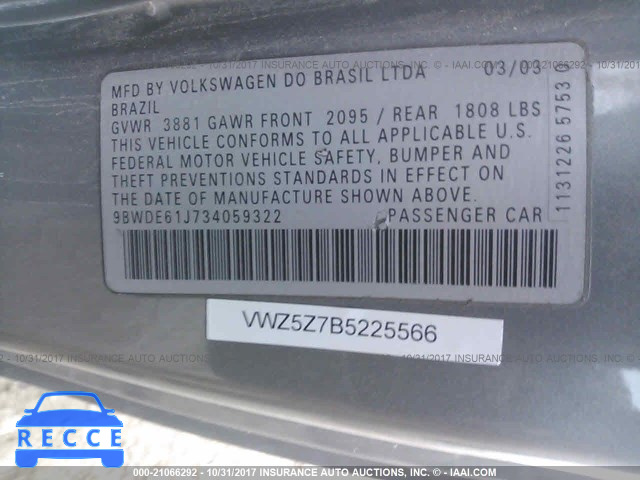 MFD BY VOLKSWAGEN DO BRASIL LTDA 03/03
BRAZIL
GVWR 3881 GAWR FRONT 2095 / REAR 1808 LBS
THIS VEHICLE CONFORMS TO ALL APPLICABLE U.S.
FEDERAL MOTOR VEHICLE SAFETY, BUMPER AND
THEFT PREVENTIONS STANDARDS IN EFFECT ON
THE DATE OF MANUFACTURE SHOWN ABOVE.
9BWDE61J734059322 PASSENGER CAR
11131226 5753 0
VWZ5Z7B5225566
RECCE
000-21066292 - 10/31/2017 INSURANCE AUTO AUCTIONS, INC. - © - IAAI.COM